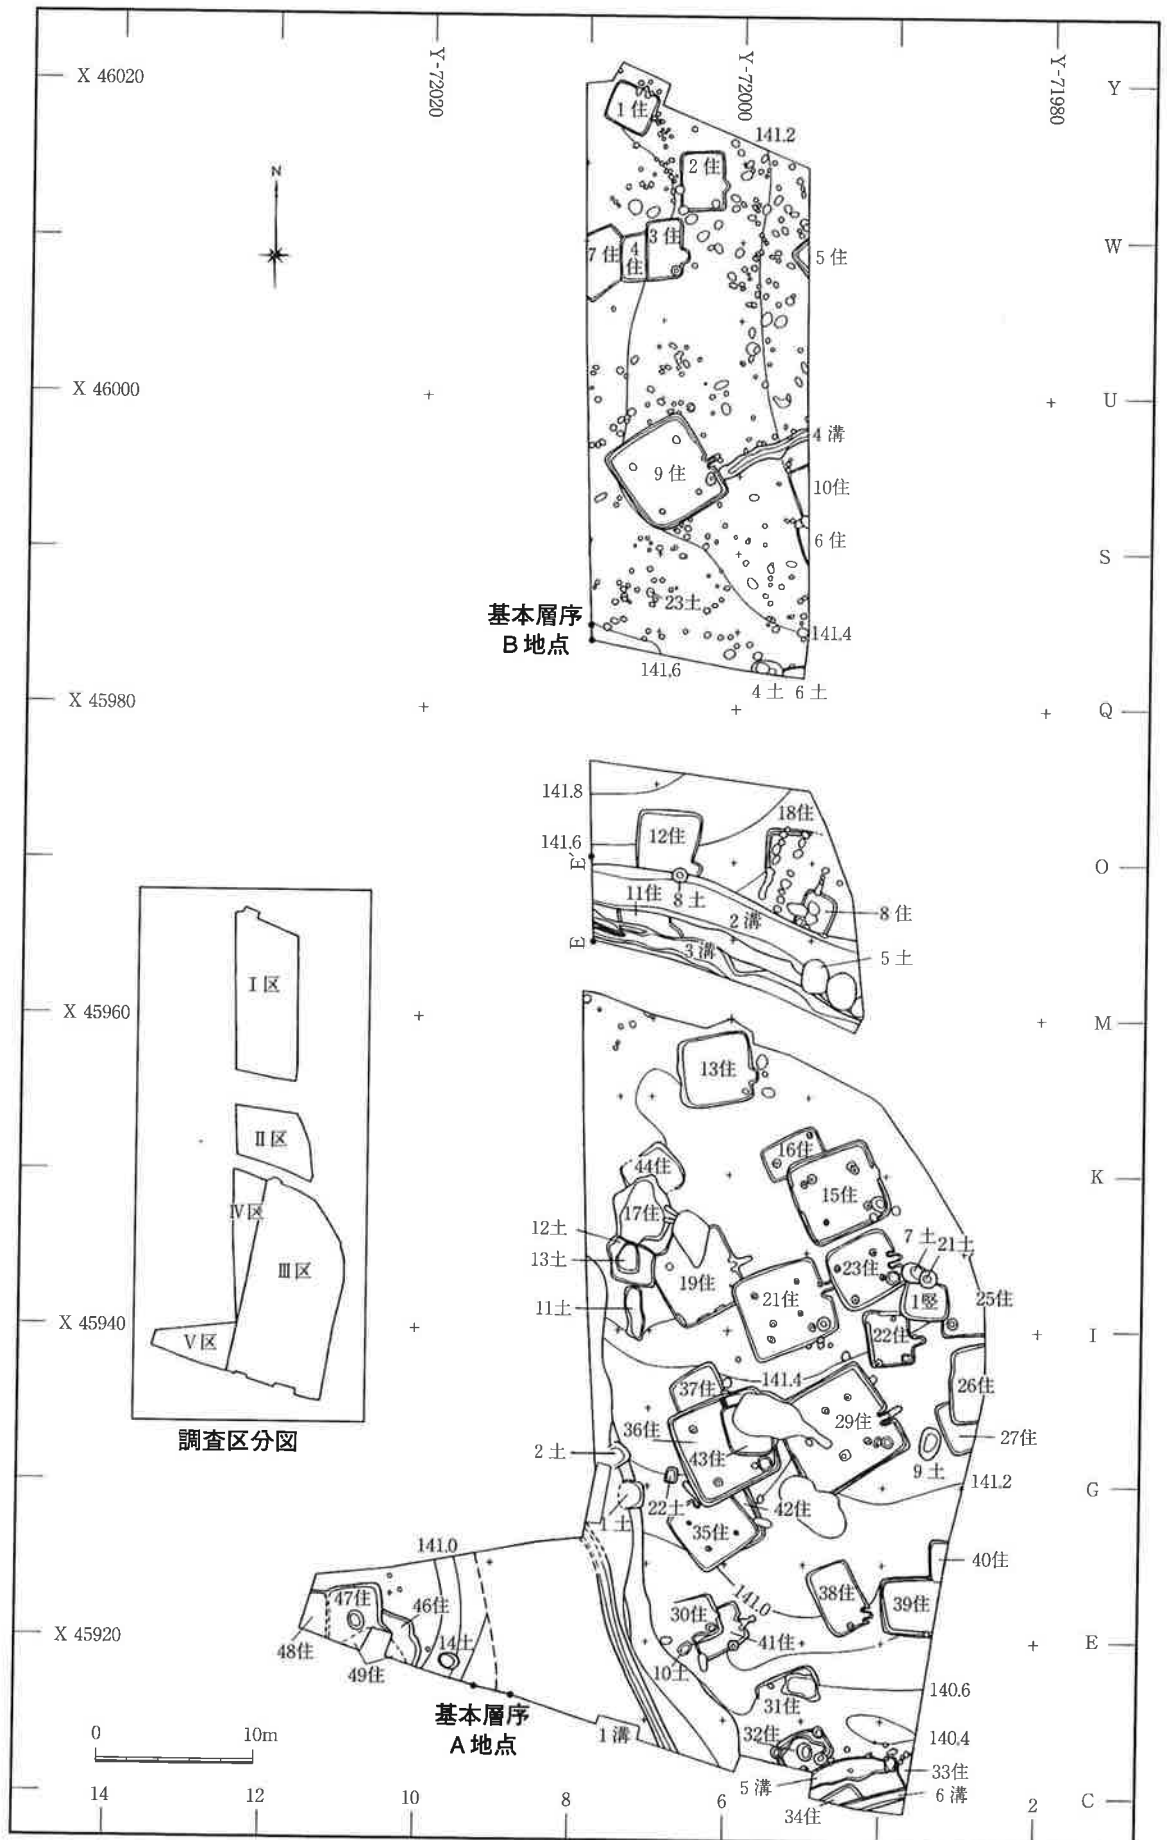 Y-72020
Y-72000
Y-71980
X 46020
Y
1住
141.2
2住
N
3住
7住
4住
5住
W
X 46000
U
4溝
9住
10住
6住
S
23土
基本層序
B地点
141.4
141.6
4土 6土
X 45980
Q
141.8
18住
12住
141.6
E′
O
11住
8土
8住
2溝
E
3溝
5土
X 45960
M
13住
I区
II区
IV区
III区
V区
調査区分図
16住
44住
K
15住
17住
12土
7土
21土
13土
23住
19住
21住
1竪
25住
11土
X 45940
22住
I
141.4
37住
26住
29住
36住
27住
2土
43住
9土
141.2
G
22土
42住
1土
35住
141.0
40住
47住
38住
141.0
39住
46住
30住
X 45920
41住
E
48住
14土
49住
10土
140.6
31住
基本層序
A地点
0 10m
1溝
32住
140.4
33住
5溝
6溝
34住
14
12
10
8
6
2
C